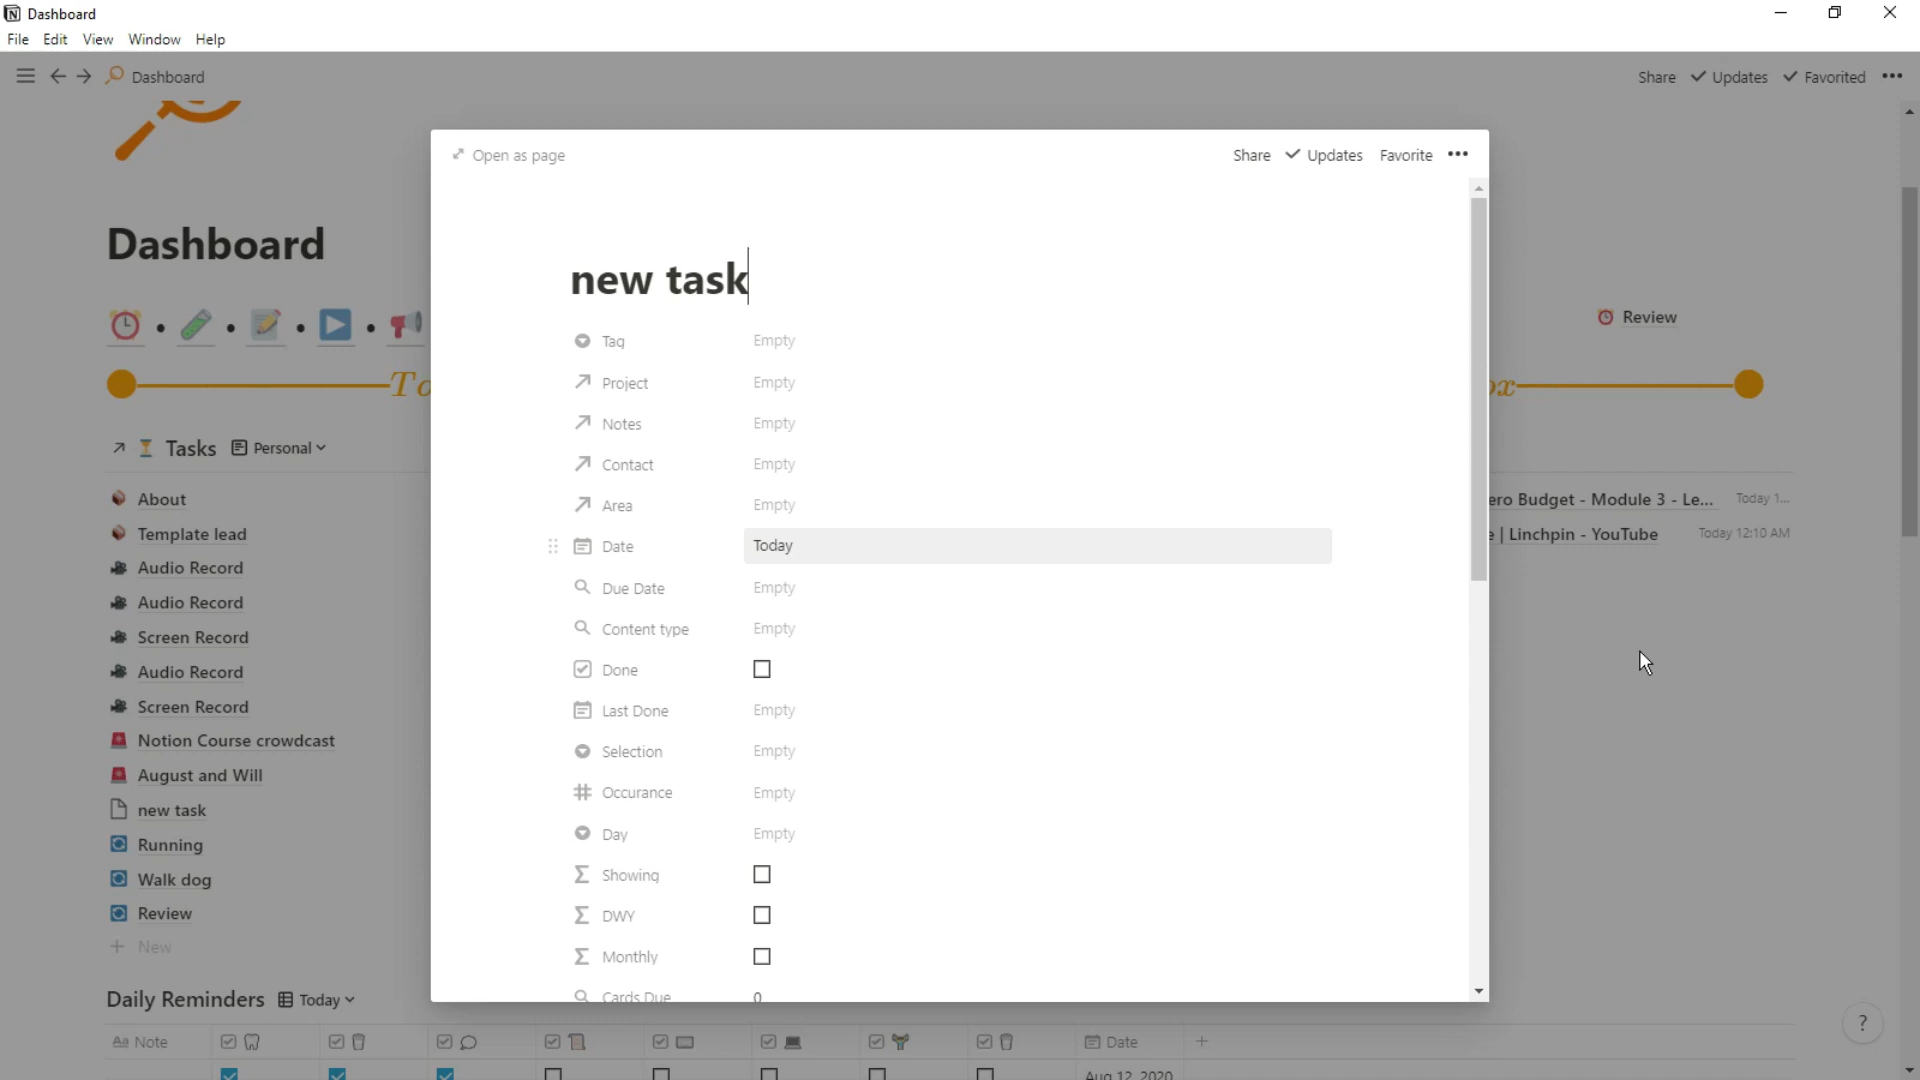 Dashboard
File Edit View Window Help
Dashboard
Share Updates Favorited
Open as page
Share Updates Favorite
Dashboard
new task
Review
To
ox
Tasks Personal
Tag Empty
Project Empty
Notes Empty
Contact Empty
Area Empty
Date Today
Due Date Empty
Content type Empty
Done
Last Done Empty
Selection Empty
Occurance Empty
Day Empty
Showing
DWY
Monthly
Cards Due 0
About
Template lead
Audio Record
Audio Record
Screen Record
Audio Record
Screen Record
Notion Course crowdcast
August and Will
new task
Running
Walk dog
Review
+ New
ero Budget - Module 3 - Le... Today 1...
e | Linchpin - YouTube Today 12:10 AM
Daily Reminders Today
Aa Note Date +
Aug 12, 2020
?